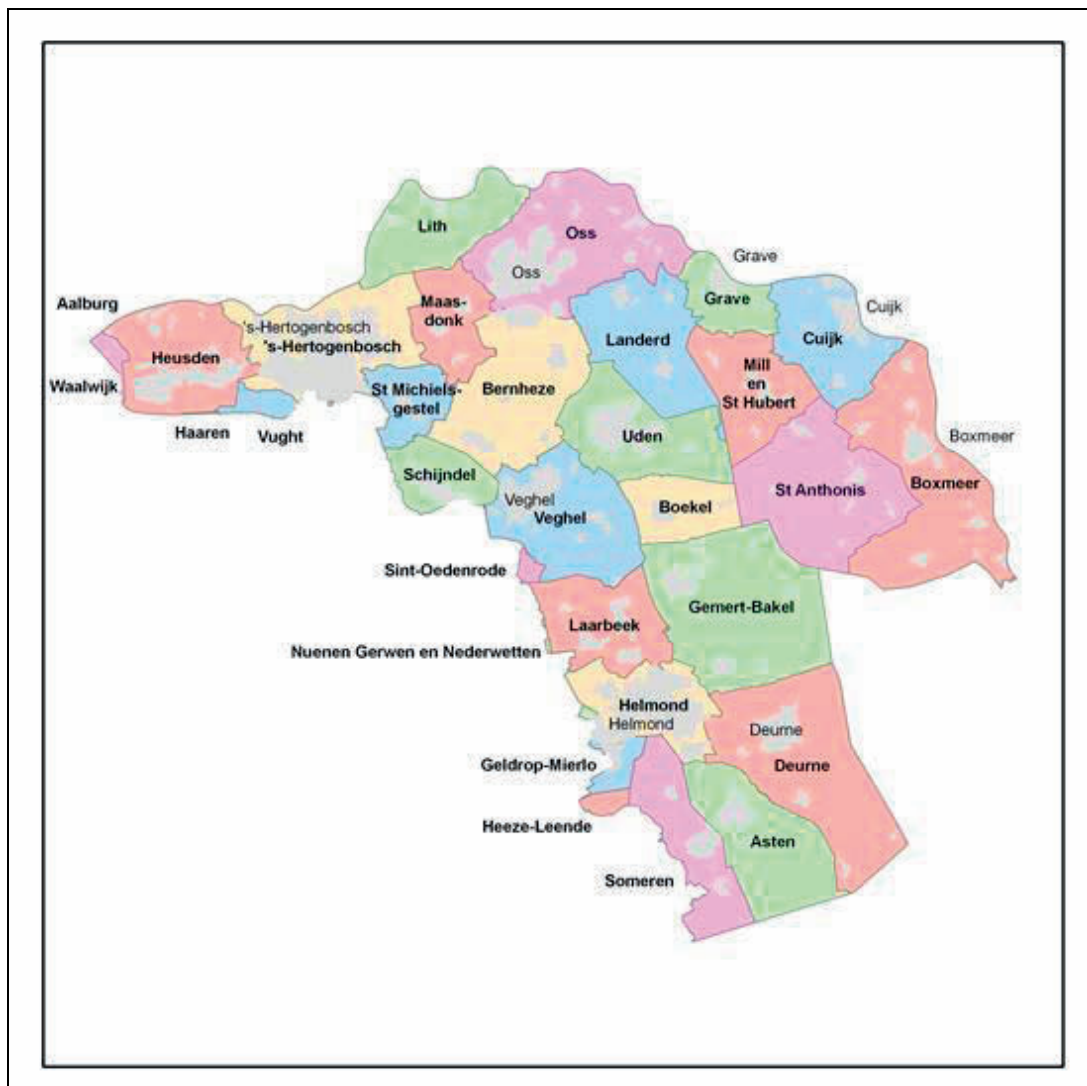 Lith
Oss
Oss
Grave
Grave
Aalburg
Maas-
donk
Cuijk
's-Hertogenbosch
's-Hertogenbosch
Heusden
Landerd
Cuijk
Waalwijk
Mill
en
St Hubert
St Michiels-
gestel
Bernheze
Haaren
Vught
Uden
Boxmeer
Schijndel
Boxmeer
St Anthonis
Veghel
Veghel
Boekel
Sint-Oedenrode
Gemert-Bakel
Laarbeek
Nuenen Gerwen en Nederwetten
Helmond
Helmond
Deurne
Deurne
Geldrop-Mierlo
Heeze-Leende
Asten
Someren